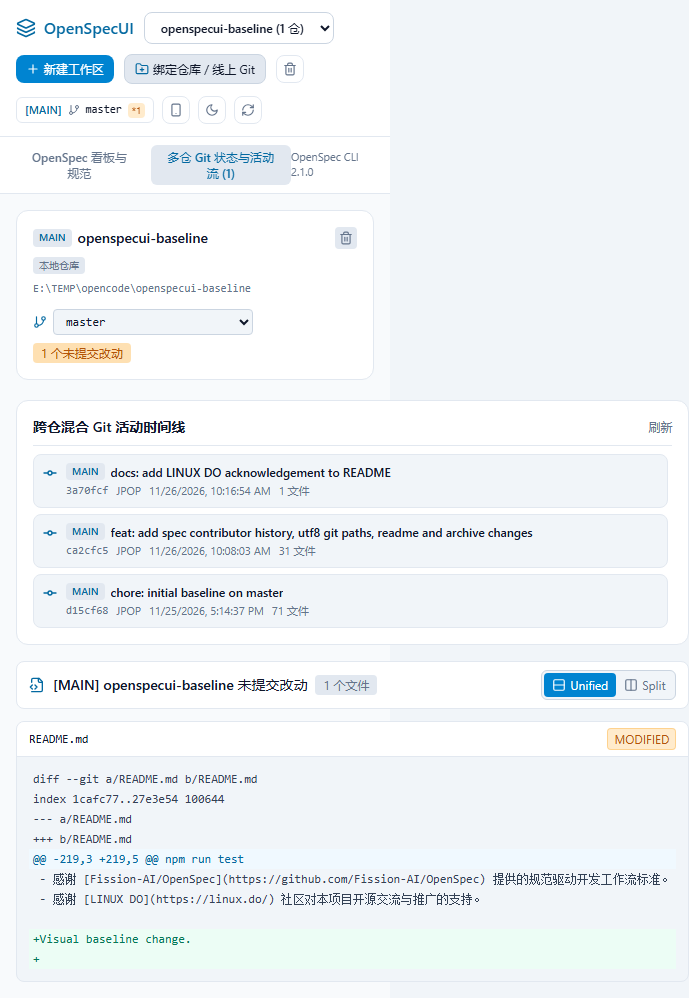 OpenSpecUI
openspecui-baseline (1 仓)
新建工作区
绑定仓库 / 线上 Git
[MAIN] master *1
OpenSpec 看板与
规范
多仓 Git 状态与活动
流 (1)
OpenSpec CLI
2.1.0
MAIN openspecui-baseline
本地仓库
E:\TEMP\opencode\openspecui-baseline
master
1 个未提交改动
跨仓混合 Git 活动时间线
刷新
MAIN docs: add LINUX DO acknowledgement to README
3a70fcf JPOP 11/26/2026, 10:16:54 AM 1 文件
MAIN feat: add spec contributor history, utf8 git paths, readme and archive changes
ca2cfc5 JPOP 11/26/2026, 10:08:03 AM 31 文件
MAIN chore: initial baseline on master
d15cf68 JPOP 11/25/2026, 5:14:37 PM 71 文件
[MAIN] openspecui-baseline 未提交改动 1 个文件
Unified Split
README.md
MODIFIED
diff --git a/README.md b/README.md
index 1cafc77..27e3e54 100644
--- a/README.md
+++ b/README.md
@@ -219,3 +219,5 @@ npm run test
- 感谢 [Fission-AI/OpenSpec](https://github.com/Fission-AI/OpenSpec) 提供的规范驱动开发工作流标准。
- 感谢 [LINUX DO](https://linux.do/) 社区对本项目开源交流与推广的支持。
+Visual baseline change.
+